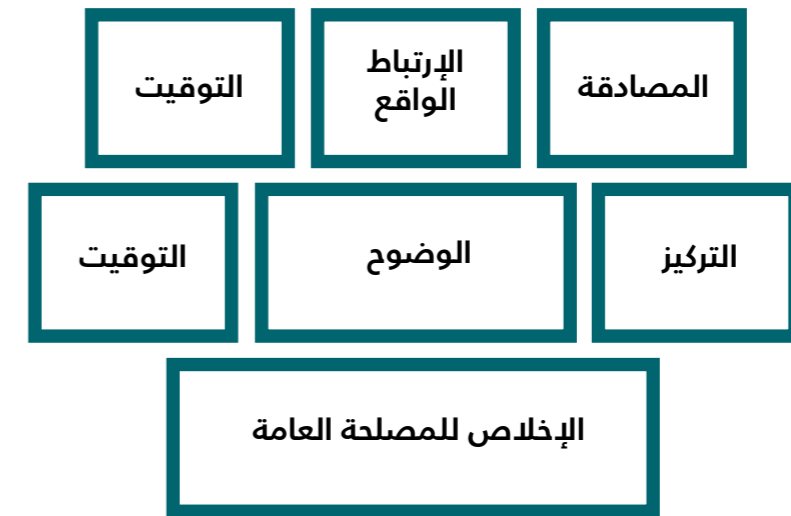 المصادقة
الإرتباط
الواقع
التوقيت
التركيز
الوضوح
التوقيت
الإخلاص للمصلحة العامة